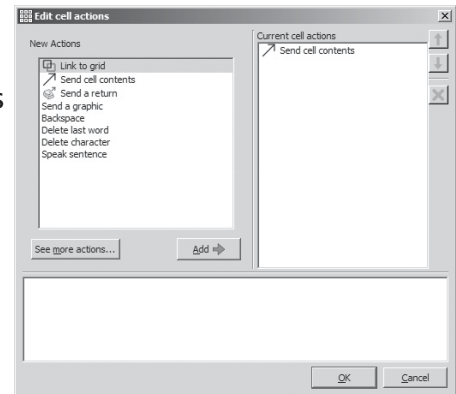 Edit cell actions
New Actions
Link to grid
Send cell contents
Send a return
Send a graphic
Backspace
Delete last word
Delete character
Speak sentence
See more actions...
Add
Current cell actions
Send cell contents
OK
Cancel
s